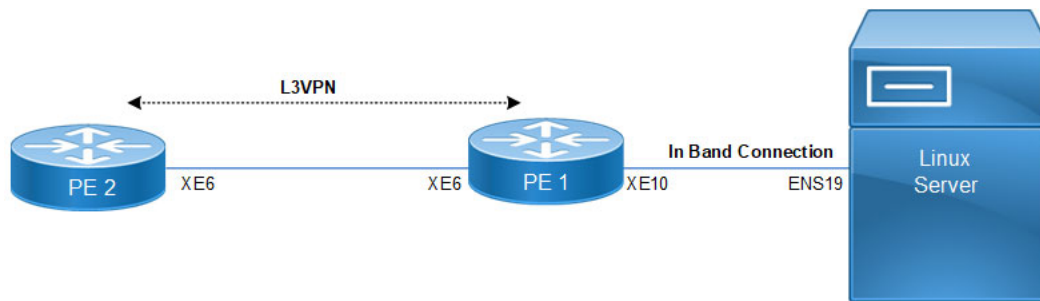 L3VPN
In Band Connection
PE 2
XE6
XE6
PE 1
XE10
ENS19
Linux
Server